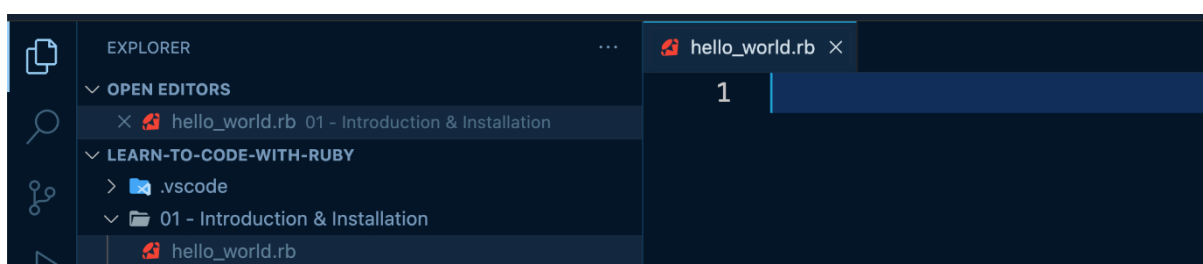 EXPLORER
hello_world.rb
OPEN EDITORS
hello_world.rb 01 - Introduction & Installation
LEARN-TO-CODE-WITH-RUBY
.vscode
01 - Introduction & Installation
hello_world.rb
1